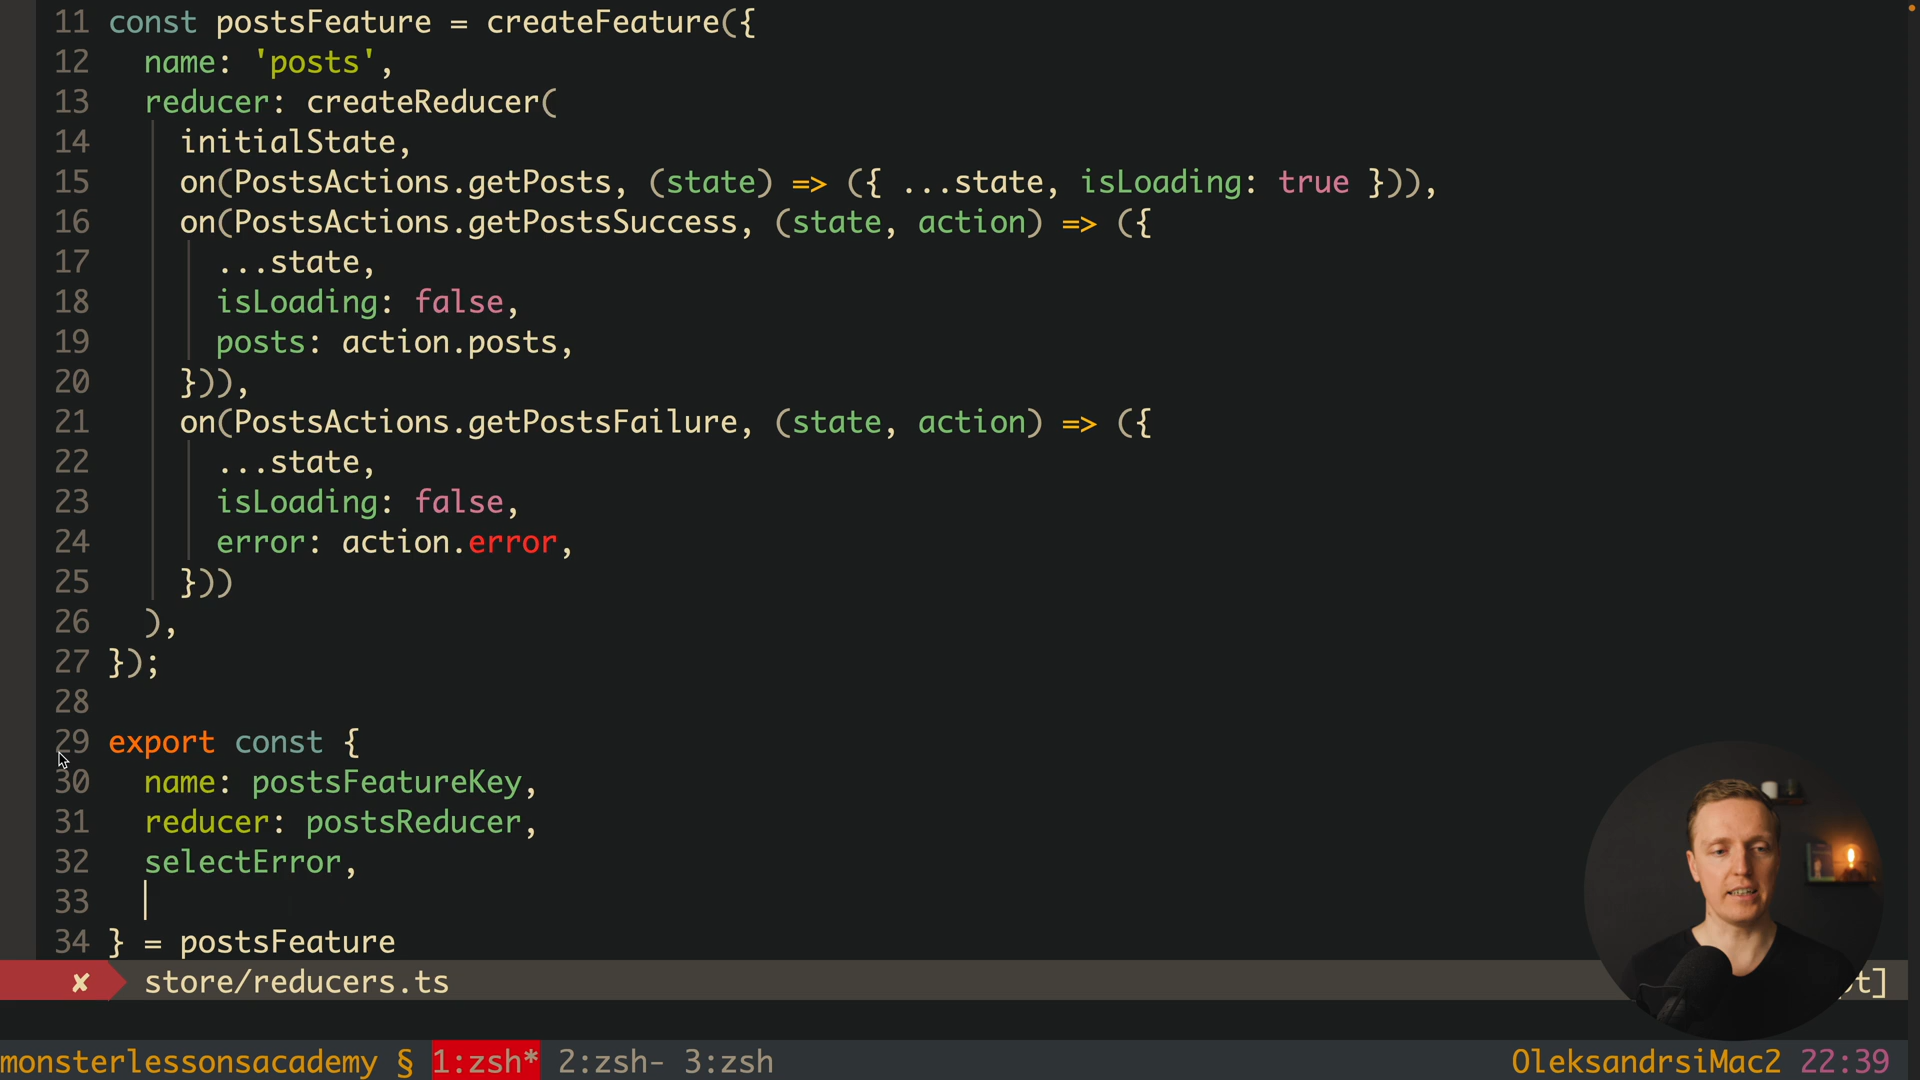 11 const postsFeature = createFeature({
12 name: 'posts',
13 reducer: createReducer(
14 initialState,
15 on(PostsActions.getPosts, (state) => ({ ...state, isLoading: true })),
16 on(PostsActions.getPostsSuccess, (state, action) => ({
17 ...state,
18 isLoading: false,
19 posts: action.posts,
20 })),
21 on(PostsActions.getPostsFailure, (state, action) => ({
22 ...state,
23 isLoading: false,
24 error: action.error,
25 }))
26 ),
27 });
28
29 export const {
30 name: postsFeatureKey,
31 reducer: postsReducer,
32 selectError,
33
34 } = postsFeature
✘ store/reducers.ts t]
monsterlessonsacademy § 1:zsh* 2:zsh- 3:zsh OleksandrsiMac2 22:39